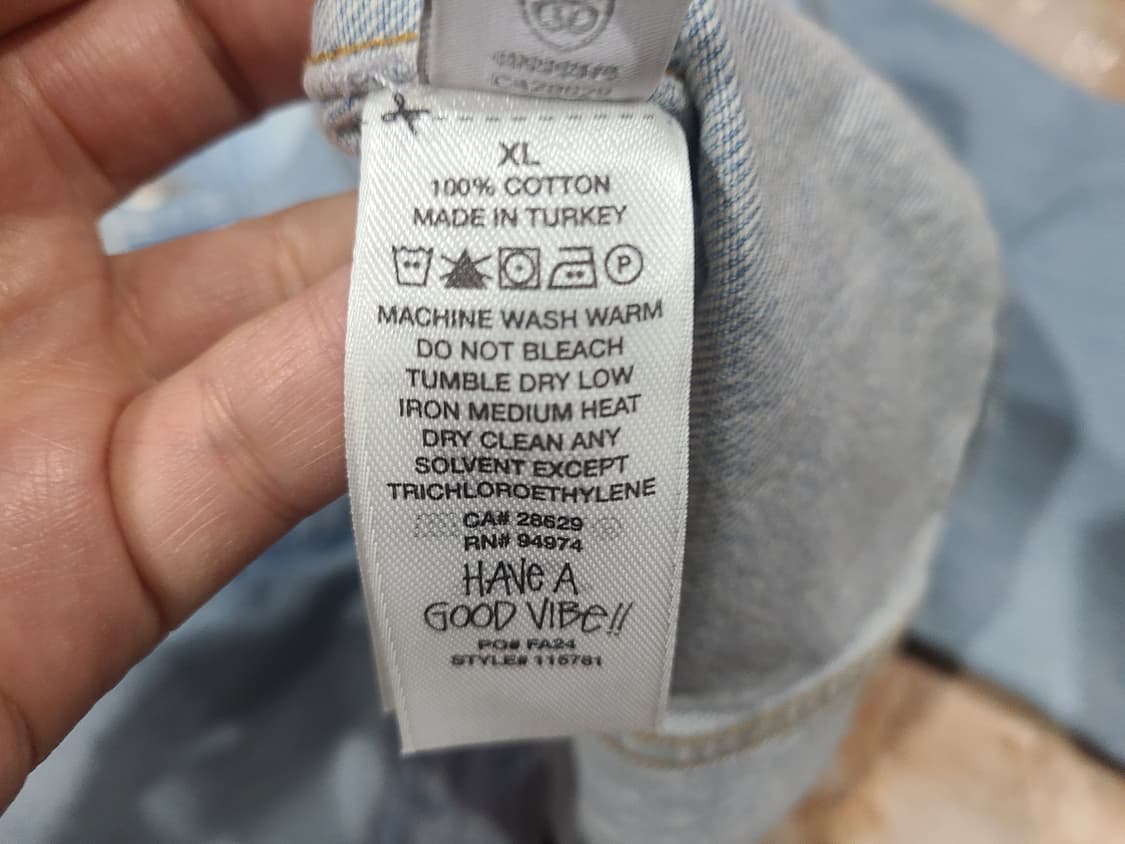 XL
100% COTTON
MADE IN TURKEY
P
MACHINE WASH WARM
DO NOT BLEACH
TUMBLE DRY LOW
IRON MEDIUM HEAT
DRY CLEAN ANY
SOLVENT EXCEPT
TRICHLOROETHYLENE
CA# 28629
RN# 94974
HAVE A
GOOD VIBE!!
PO# FA24
STYLE# 116781